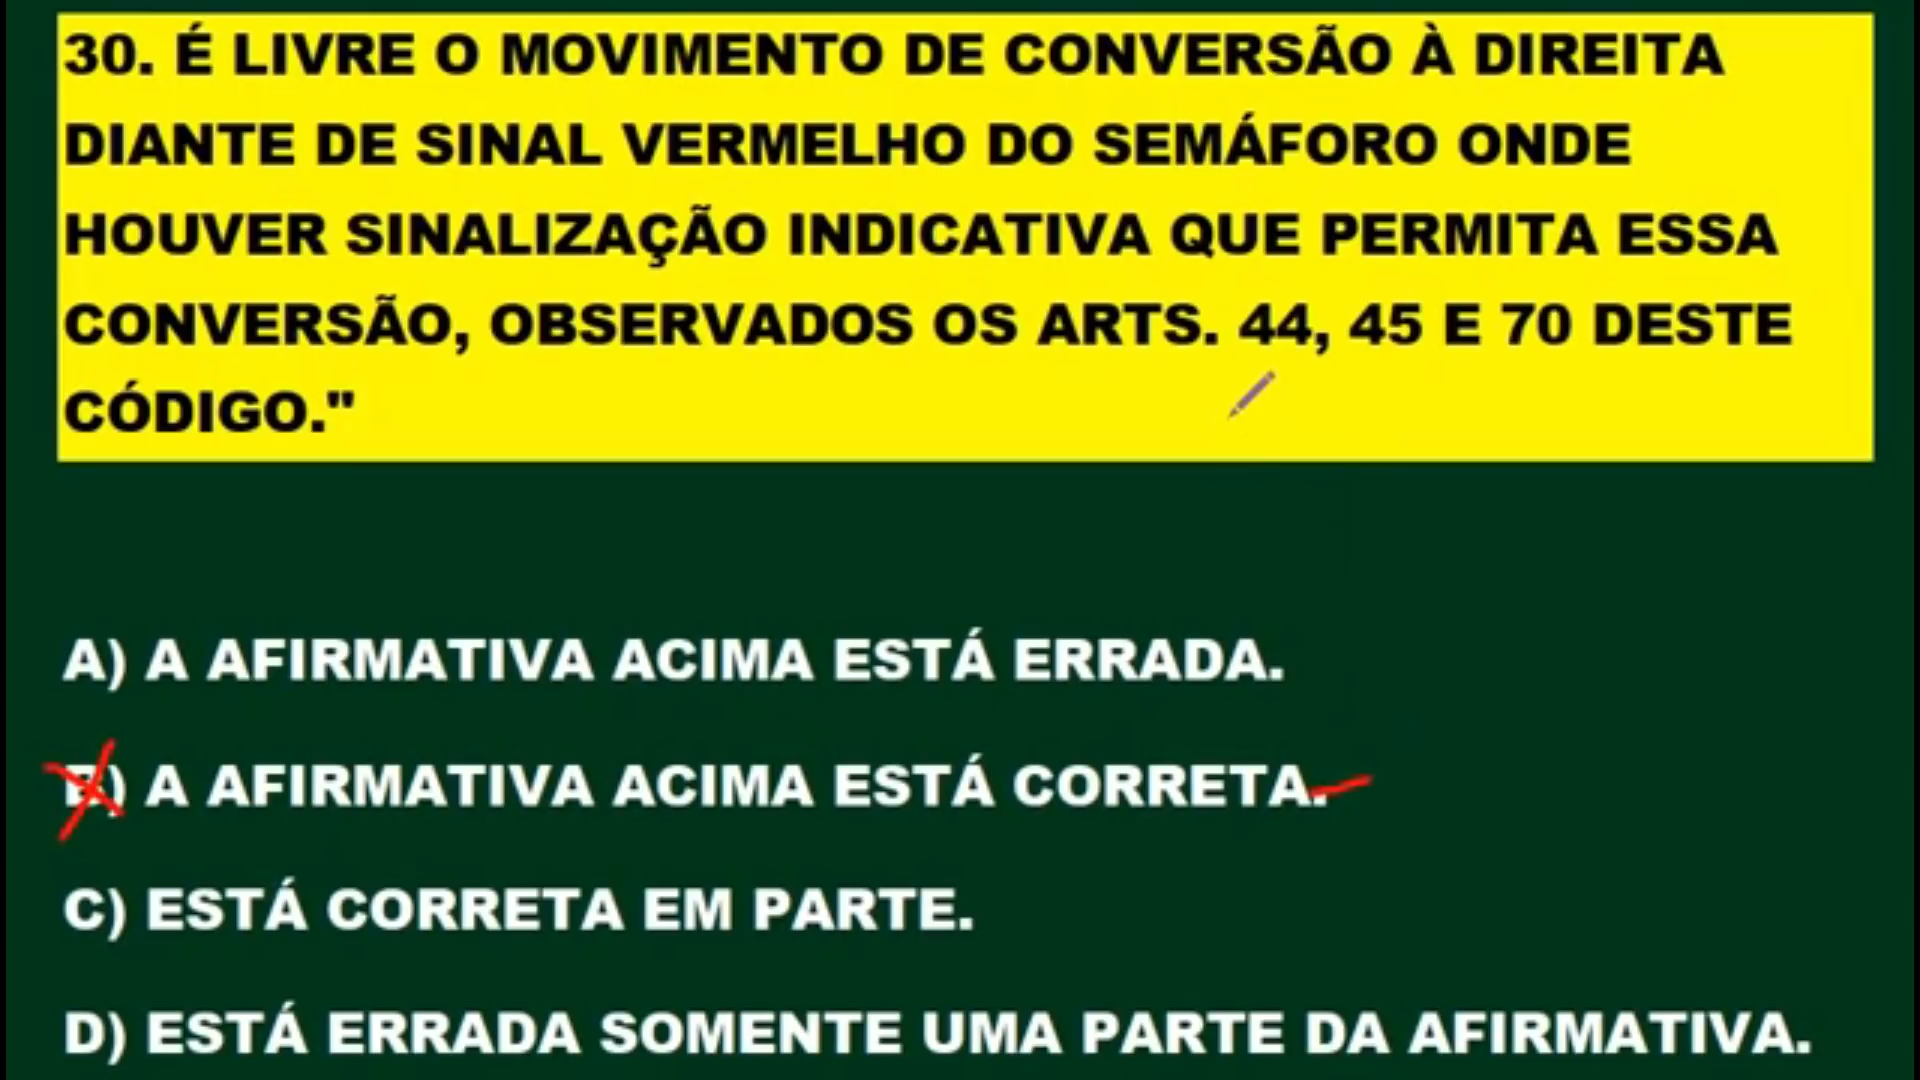 30. É LIVRE O MOVIMENTO DE CONVERSÃO À DIREITA
DIANTE DE SINAL VERMELHO DO SEMÁFORO ONDE
HOUVER SINALIZAÇÃO INDICATIVA QUE PERMITA ESSA
CONVERSÃO, OBSERVADOS OS ARTS. 44, 45 E 70 DESTE
CÓDIGO."
A) A AFIRMATIVA ACIMA ESTÁ ERRADA.
B) A AFIRMATIVA ACIMA ESTÁ CORRETA.
C) ESTÁ CORRETA EM PARTE.
D) ESTÁ ERRADA SOMENTE UMA PARTE DA AFIRMATIVA.